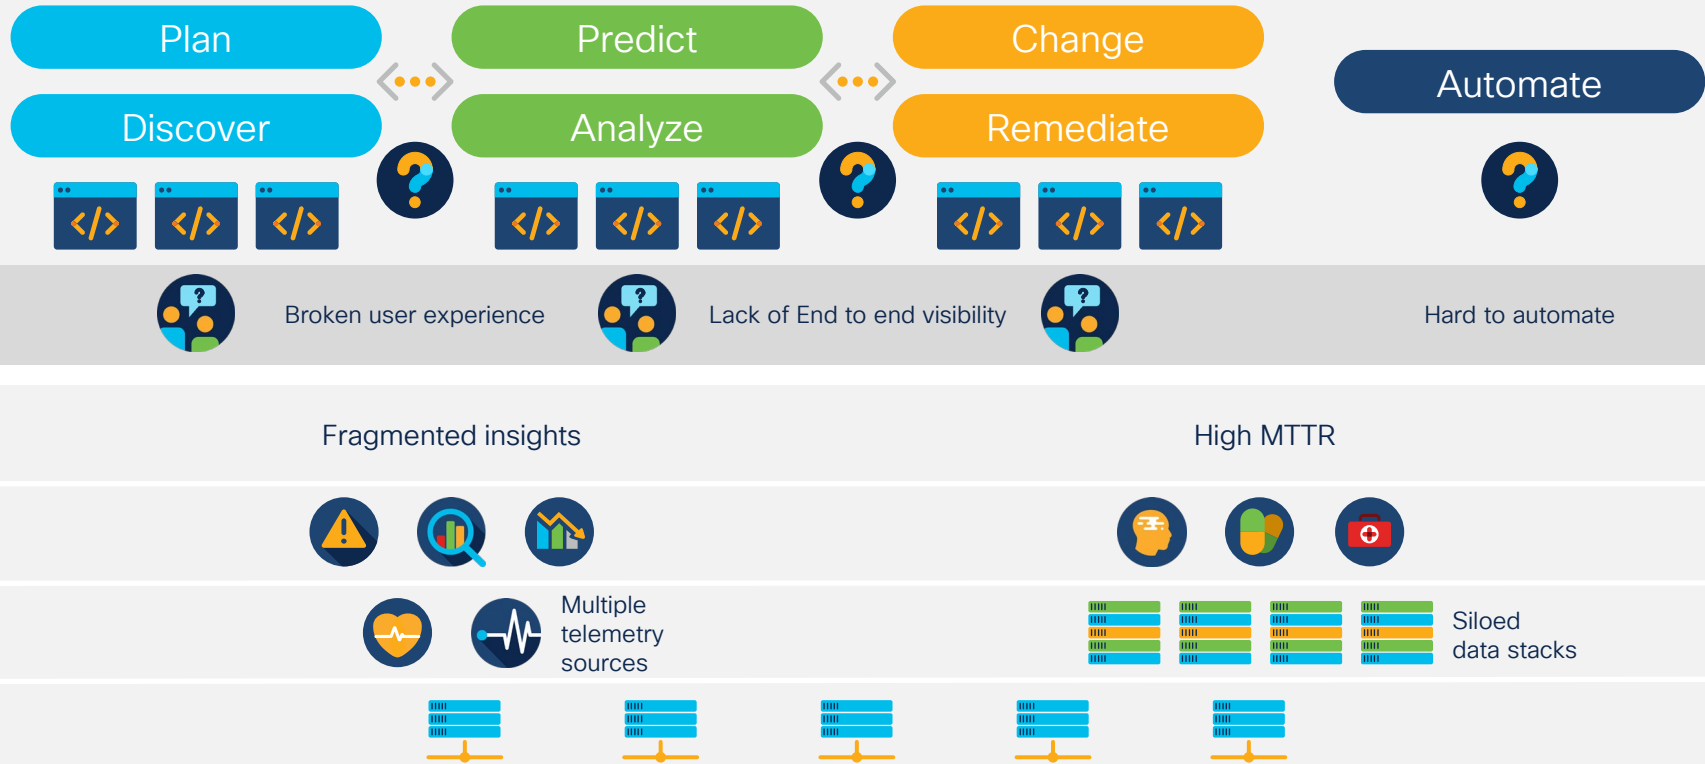 Plan
Predict
Change
Automate
Discover
Analyze
Remediate
Broken user experience
Lack of End to end visibility
Hard to automate
Fragmented insights
High MTTR
Multiple
telemetry
sources
Siloed
data stacks